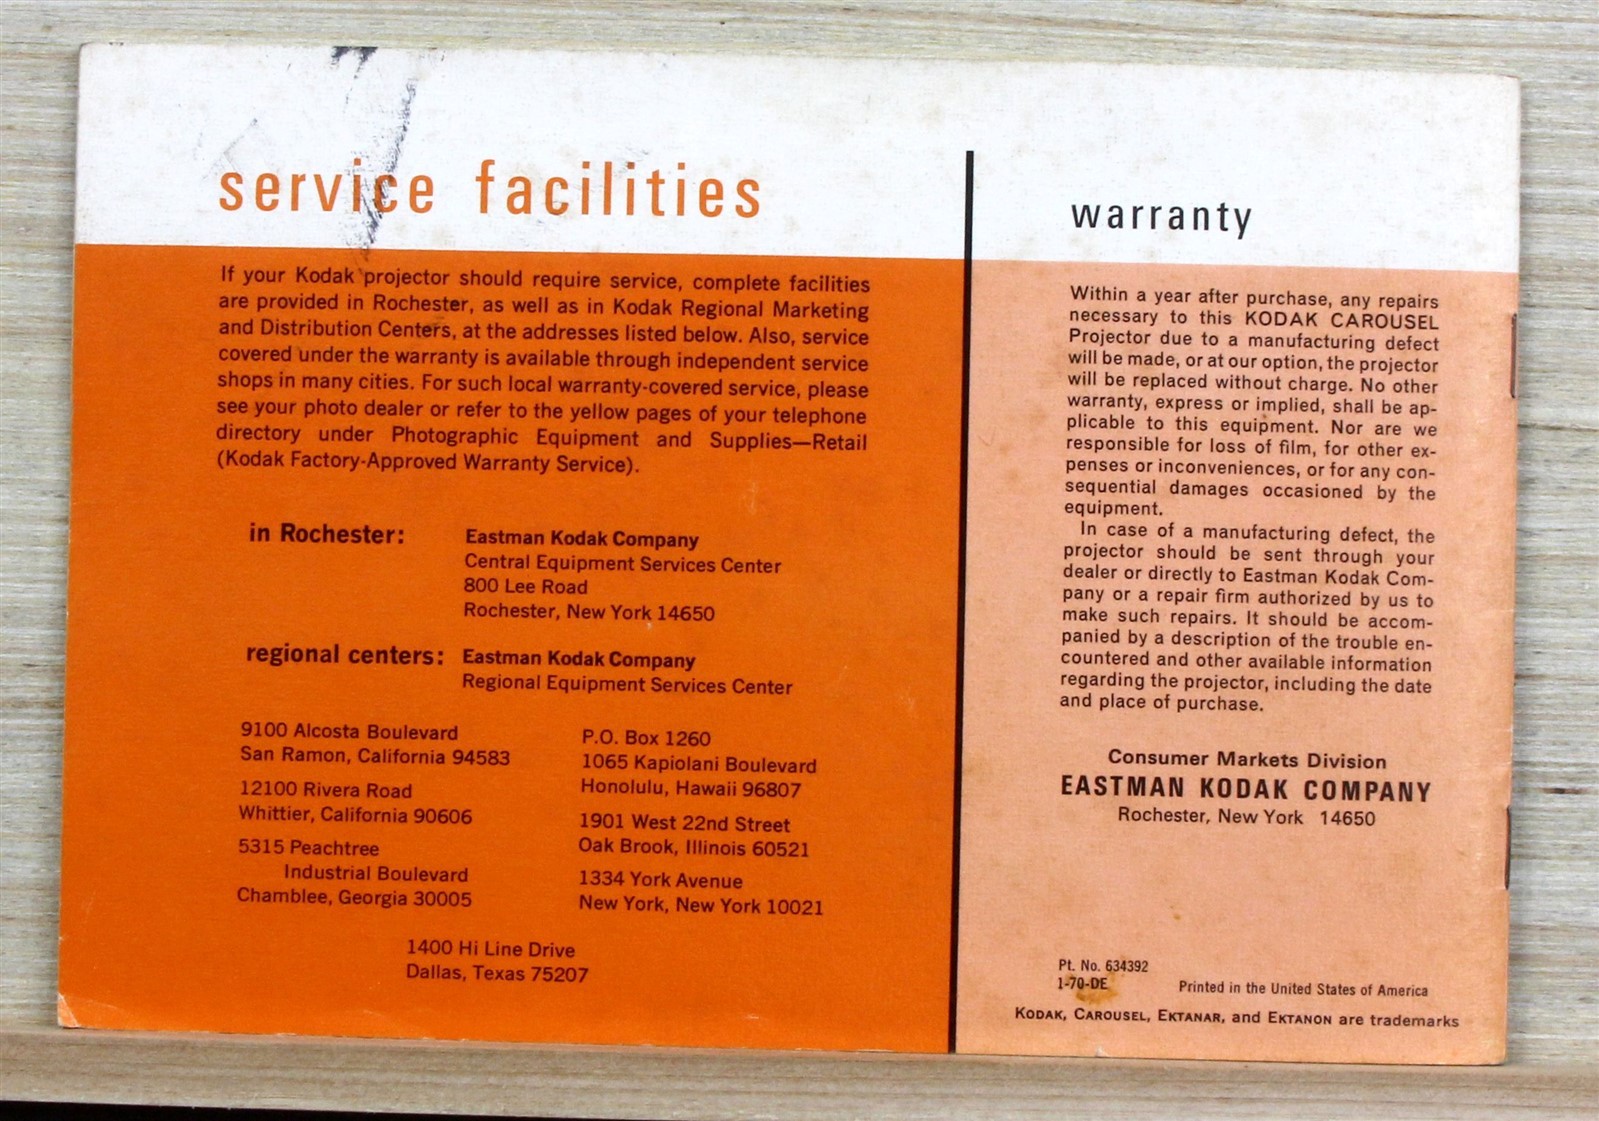 service facilities
If your Kodak projector should require service, complete facilities
are provided in Rochester, as well as in Kodak Regional Marketing
and Distribution Centers, at the addresses listed below. Also, service
covered under the warranty is available through independent service
shops in many cities. For such local warranty-covered service, please
see your photo dealer or refer to the yellow pages of your telephone
directory under Photographic Equipment and Supplies—Retail
(Kodak Factory-Approved Warranty Service).
in Rochester:
Eastman Kodak Company
Central Equipment Services Center
800 Lee Road
Rochester, New York 14650
regional centers:
Eastman Kodak Company
Regional Equipment Services Center
9100 Alcosta Boulevard
San Ramon, California 94583
12100 Rivera Road
Whittier, California 90606
5315 Peachtree
Industrial Boulevard
Chamblee, Georgia 30005
P.O. Box 1260
1065 Kapiolani Boulevard
Honolulu, Hawaii 96807
1901 West 22nd Street
Oak Brook, Illinois 60521
1334 York Avenue
New York, New York 10021
1400 Hi Line Drive
Dallas, Texas 75207
warranty
Within a year after purchase, any repairs
necessary to this KODAK CAROUSEL
Projector due to a manufacturing defect
will be made, or at our option, the projector
will be replaced without charge. No other
warranty, express or implied, shall be ap-
plicable to this equipment. Nor are we
responsible for loss of film, for other ex-
penses or inconveniences, or for any con-
sequential damages occasioned by the
equipment.
In case of a manufacturing defect, the
projector should be sent through your
dealer or directly to Eastman Kodak Com-
pany or a repair firm authorized by us to
make such repairs. It should be accom-
panied by a description of the trouble en-
countered and other available information
regarding the projector, including the date
and place of purchase.
Consumer Markets Division
EASTMAN KODAK COMPANY
Rochester, New York 14650
Pt. No. 634392
1-70-DE
Printed in the United States of America
KODAK, CAROUSEL, EKTANAR, and EKTANON are trademarks